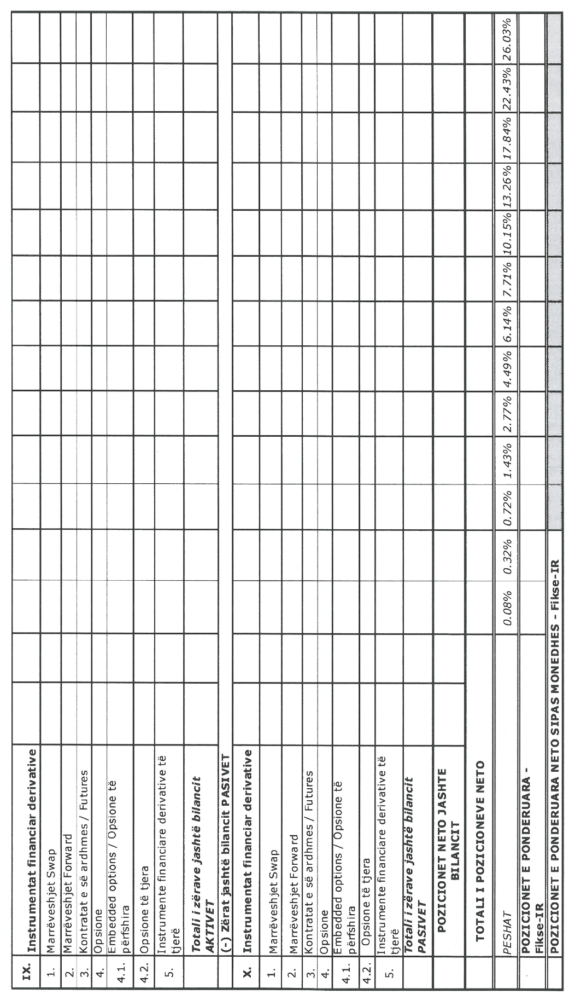 IX. Instrumentat financiar derivative
1. Marrëveshjet Swap
2. Marrëveshjet Forward
3. Kontratat e së ardhmes / Futures
4. Opsione
4.1. Embedded options / Opsione të
përfshira
4.2. Opsione të tjera
5. Instrumente financiare derivative të
tjerë
Totali i zërave jashtë bilancit
AKTIVET
(-) zërat jashtë bilancit PASIVET
X. Instrumentat financiar derivative
1. Marrëveshjet Swap
2. Marrëveshjet Forward
3. Kontratat e së ardhmes / Futures
4. Opsione
4.1. Embedded options / Opsione të
përfshira
4.2. Opsione të tjera
5. Instrumente financiare derivative të
tjerë
Totali i zërave jashtë bilancit
PASIVET
POZICIONET NETO JASHTE
BILANCIT
TOTALI I POZICIONEVE NETO
PESHAT 0.08% 0.32% 0.72% 1.43% 2.77% 4.49% 6.14% 7.71% 10.15% 13.26% 17.84% 22.43% 26.03%
POZICIONET E PONDERUARA -
Fikse-IR
POZICIONET E PONDERUARA NETO SIPAS MONEDHES - Fikse-IR